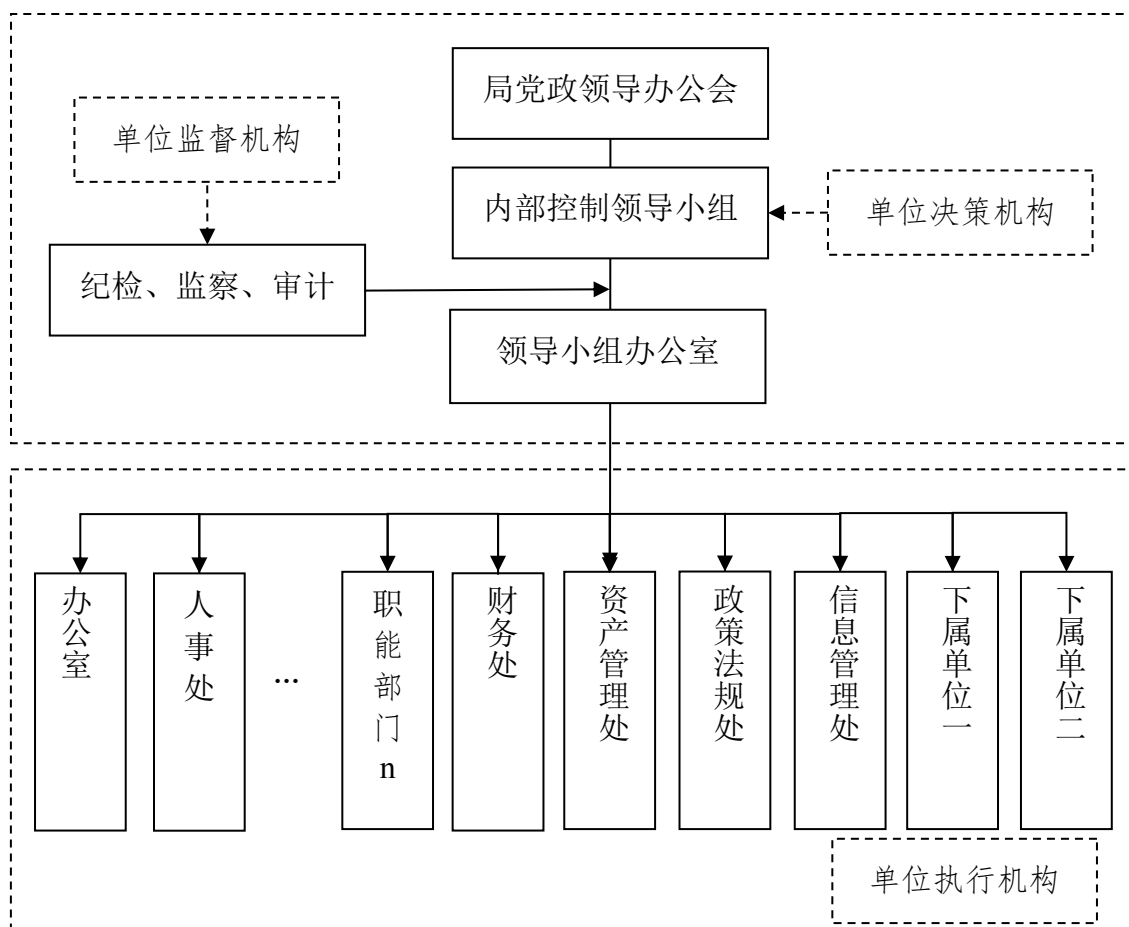 局党政领导办公会
单位监督机构
内部控制领导小组
单位决策机构
纪检、监察、审计
领导小组办公室
办公室
人事处
...
职能部门n
财务处
资产管理处
政策法规处
信息管理处
下属单位一
下属单位二
单位执行机构